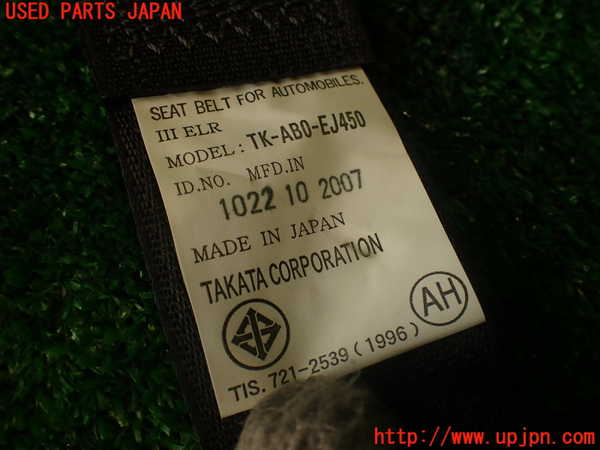 USED PARTS JAPAN
SEAT BELT FOR AUTOMOBILES.
III ELR
MODEL: TK-AB0-EJ450
ID.NO. MFD.IN
1022 10 2007
MADE IN JAPAN
TAKATA CORPORATION
AH
TIS. 721-2539 (1996)
http://www.upjpn.com/